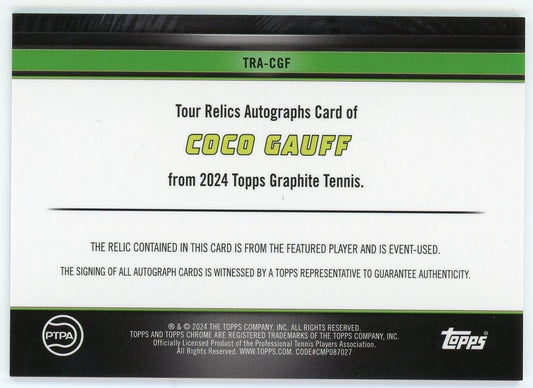 TRA-CGF
Tour Relics Autographs Card of
COCO GAUFF
from 2024 Topps Graphite Tennis.
THE RELIC CONTAINED IN THIS CARD IS FROM THE FEATURED PLAYER AND IS EVENT-USED.
THE SIGNING OF ALL AUTOGRAPH CARDS IS WITNESSED BY A TOPPS REPRESENTATIVE TO GUARANTEE AUTHENTICITY.
PTPA
® & © 2024 THE TOPPS COMPANY, INC. ALL RIGHTS RESERVED.
TOPPS AND TOPPS CHROME ARE REGISTERED TRADEMARKS OF THE TOPPS COMPANY, INC.
Officially Licensed Product of the Professional Tennis Players Association.
All Rights Reserved. WWW.TOPPS.COM. CODE#CMP087027
Topps®